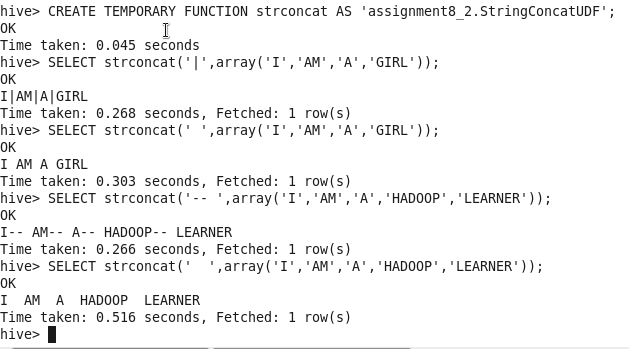 hive> CREATE TEMPORARY FUNCTION strconcat AS 'assignment8_2.StringConcatUDF';
OK
Time taken: 0.045 seconds
hive> SELECT strconcat('|',array('I','AM','A','GIRL'));
OK
I|AM|A|GIRL
Time taken: 0.268 seconds, Fetched: 1 row(s)
hive> SELECT strconcat(' ',array('I','AM','A','GIRL'));
OK
I AM A GIRL
Time taken: 0.303 seconds, Fetched: 1 row(s)
hive> SELECT strconcat('-- ',array('I','AM','A','HADOOP','LEARNER'));
OK
I-- AM-- A-- HADOOP-- LEARNER
Time taken: 0.266 seconds, Fetched: 1 row(s)
hive> SELECT strconcat('  ',array('I','AM','A','HADOOP','LEARNER'));
OK
I  AM  A  HADOOP  LEARNER
Time taken: 0.516 seconds, Fetched: 1 row(s)
hive>